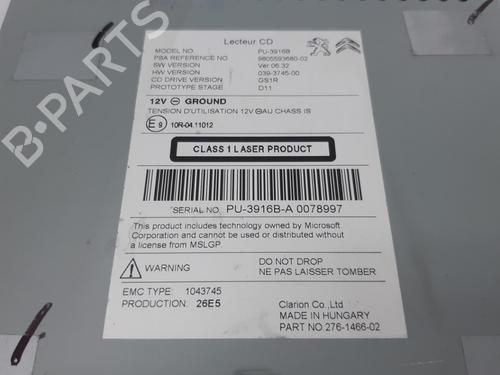 Lecteur CD
MODEL NO. PU-3916B
PSA REFERENCE NO 9805593680-02
SW VERSION Ver 06.32
HW VERSION 039-3745-00
CD DRIVE VERSION GS1R
PROTOTYPE STAGE D11
12V ⊖ GROUND
TENSION D'UTILISATION 12V ⊖AU CHASS IS
E9 10R-04.11012
CLASS 1 LASER PRODUCT
SERIAL NO. PU-3916B-A 0078997
This product includes technology owned by Microsoft
Corporation and cannot be used or distributed without
a license from MSLGP.
WARNING
DO NOT DROP
NE PAS LAISSER TOMBER
EMC TYPE: 1043745
PRODUCTION: 26E5
Clarion Co.,Ltd
MADE IN HUNGARY
PART NO.276-1466-02
B-PARTS